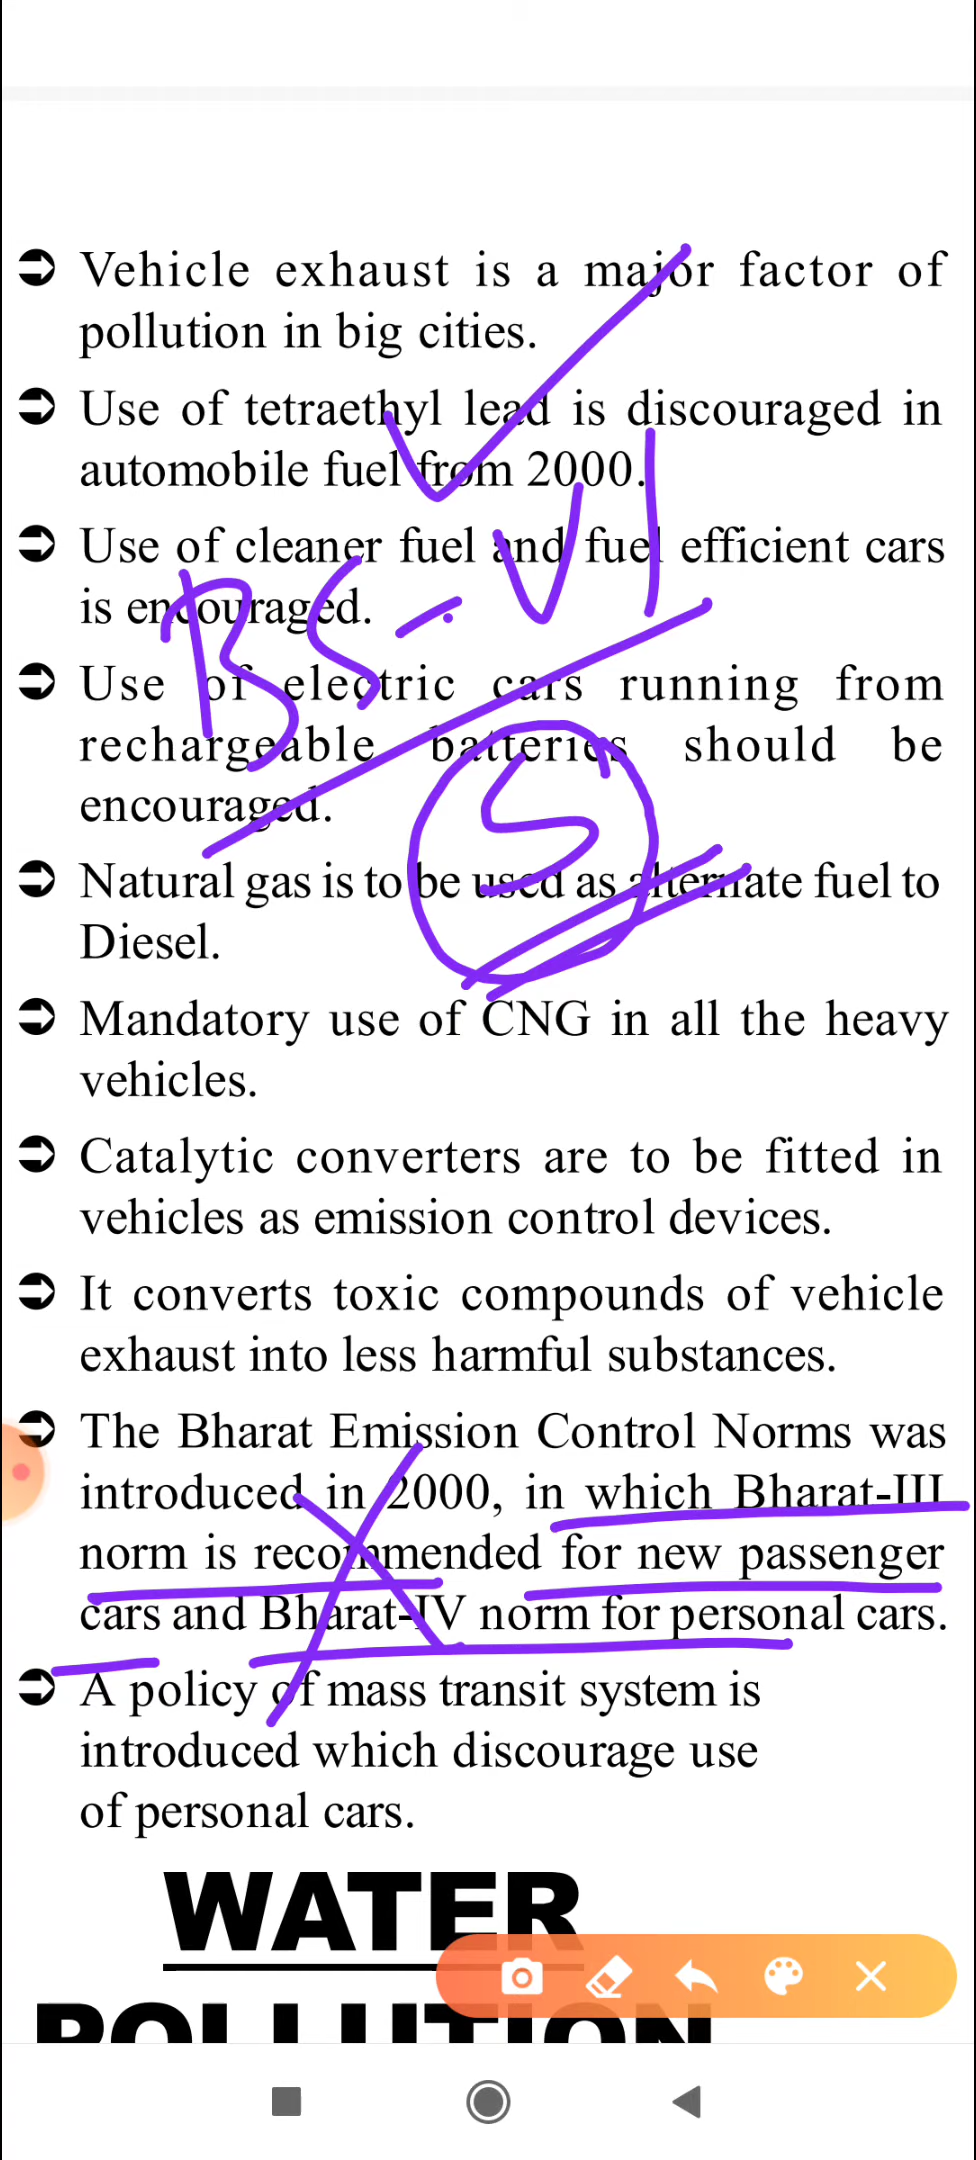 Vehicle exhaust is a major factor of
pollution in big cities.
Use of tetraethyl lead is discouraged in
automobile fuel from 2000.
Use of cleaner fuel and fuel efficient cars
is encouraged.
BS-VI
Use of electric cars running from
rechargeable batteries should be
encouraged.
5
Natural gas is to be used as alternate fuel to
Diesel.
Mandatory use of CNG in all the heavy
vehicles.
Catalytic converters are to be fitted in
vehicles as emission control devices.
It converts toxic compounds of vehicle
exhaust into less harmful substances.
The Bharat Emission Control Norms was
introduced in 2000, in which Bharat-III
norm is recommended for new passenger
cars and Bharat-IV norm for personal cars.
A policy of mass transit system is
introduced which discourage use
of personal cars.
WATER
POLLUTION